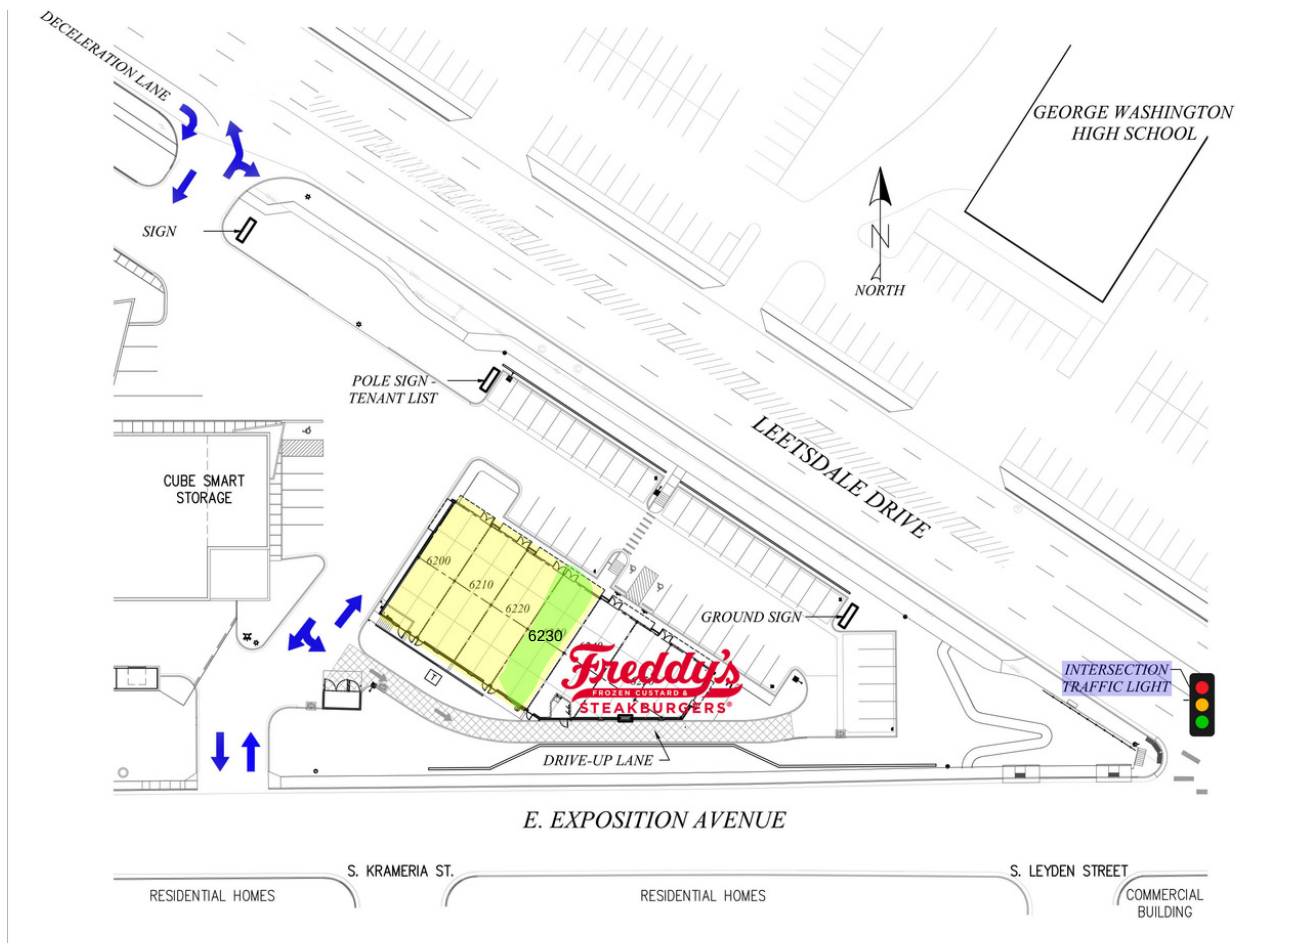 DECELERATION LANE
GEORGE WASHINGTON
HIGH SCHOOL
SIGN
N
NORTH
POLE SIGN -
TENANT LIST
LEETSDALE DRIVE
CUBE SMART
STORAGE
6200
6210
6220
6230
GROUND SIGN
Freddy's
FROZEN CUSTARD &
STEAKBURGERS®
T
INTERSECTION
TRAFFIC LIGHT
DRIVE-UP LANE
E. EXPOSITION AVENUE
S. KRAMERIA ST.
S. LEYDEN STREET
RESIDENTIAL HOMES
RESIDENTIAL HOMES
COMMERCIAL
BUILDING